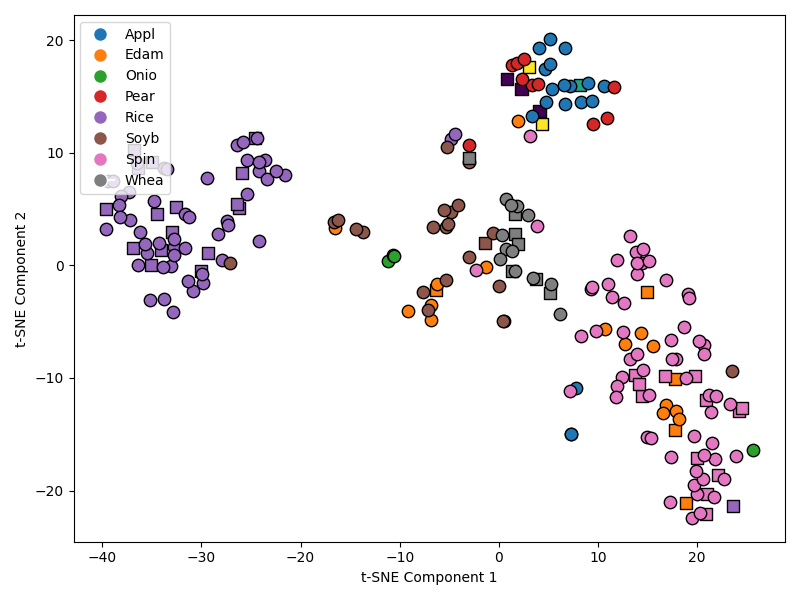 Appl
Edam
Onio
Pear
Rice
Soyb
Spin
Whea
20
10
0
−10
−20
t-SNE Component 2
−40
−30
−20
−10
0
10
20
t-SNE Component 1